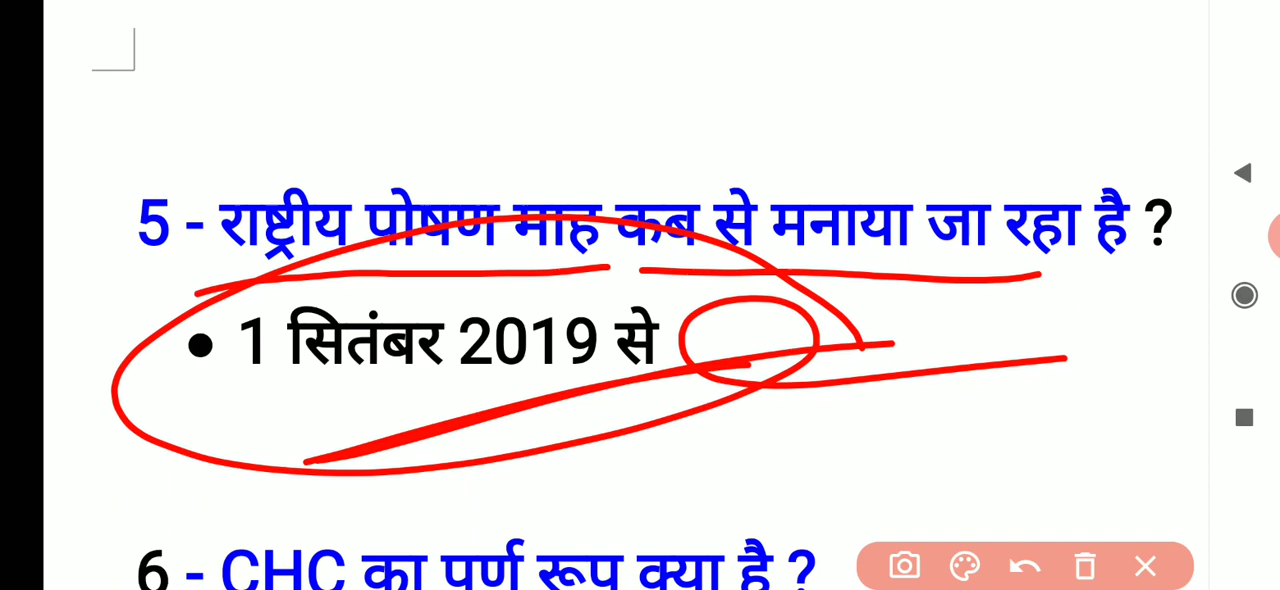 5 - राष्ट्रीय पोषण माह कब से मनाया जा रहा है ?
• 1 सितंबर 2019 से
6 - CHC का पूर्ण रूप क्या है ?